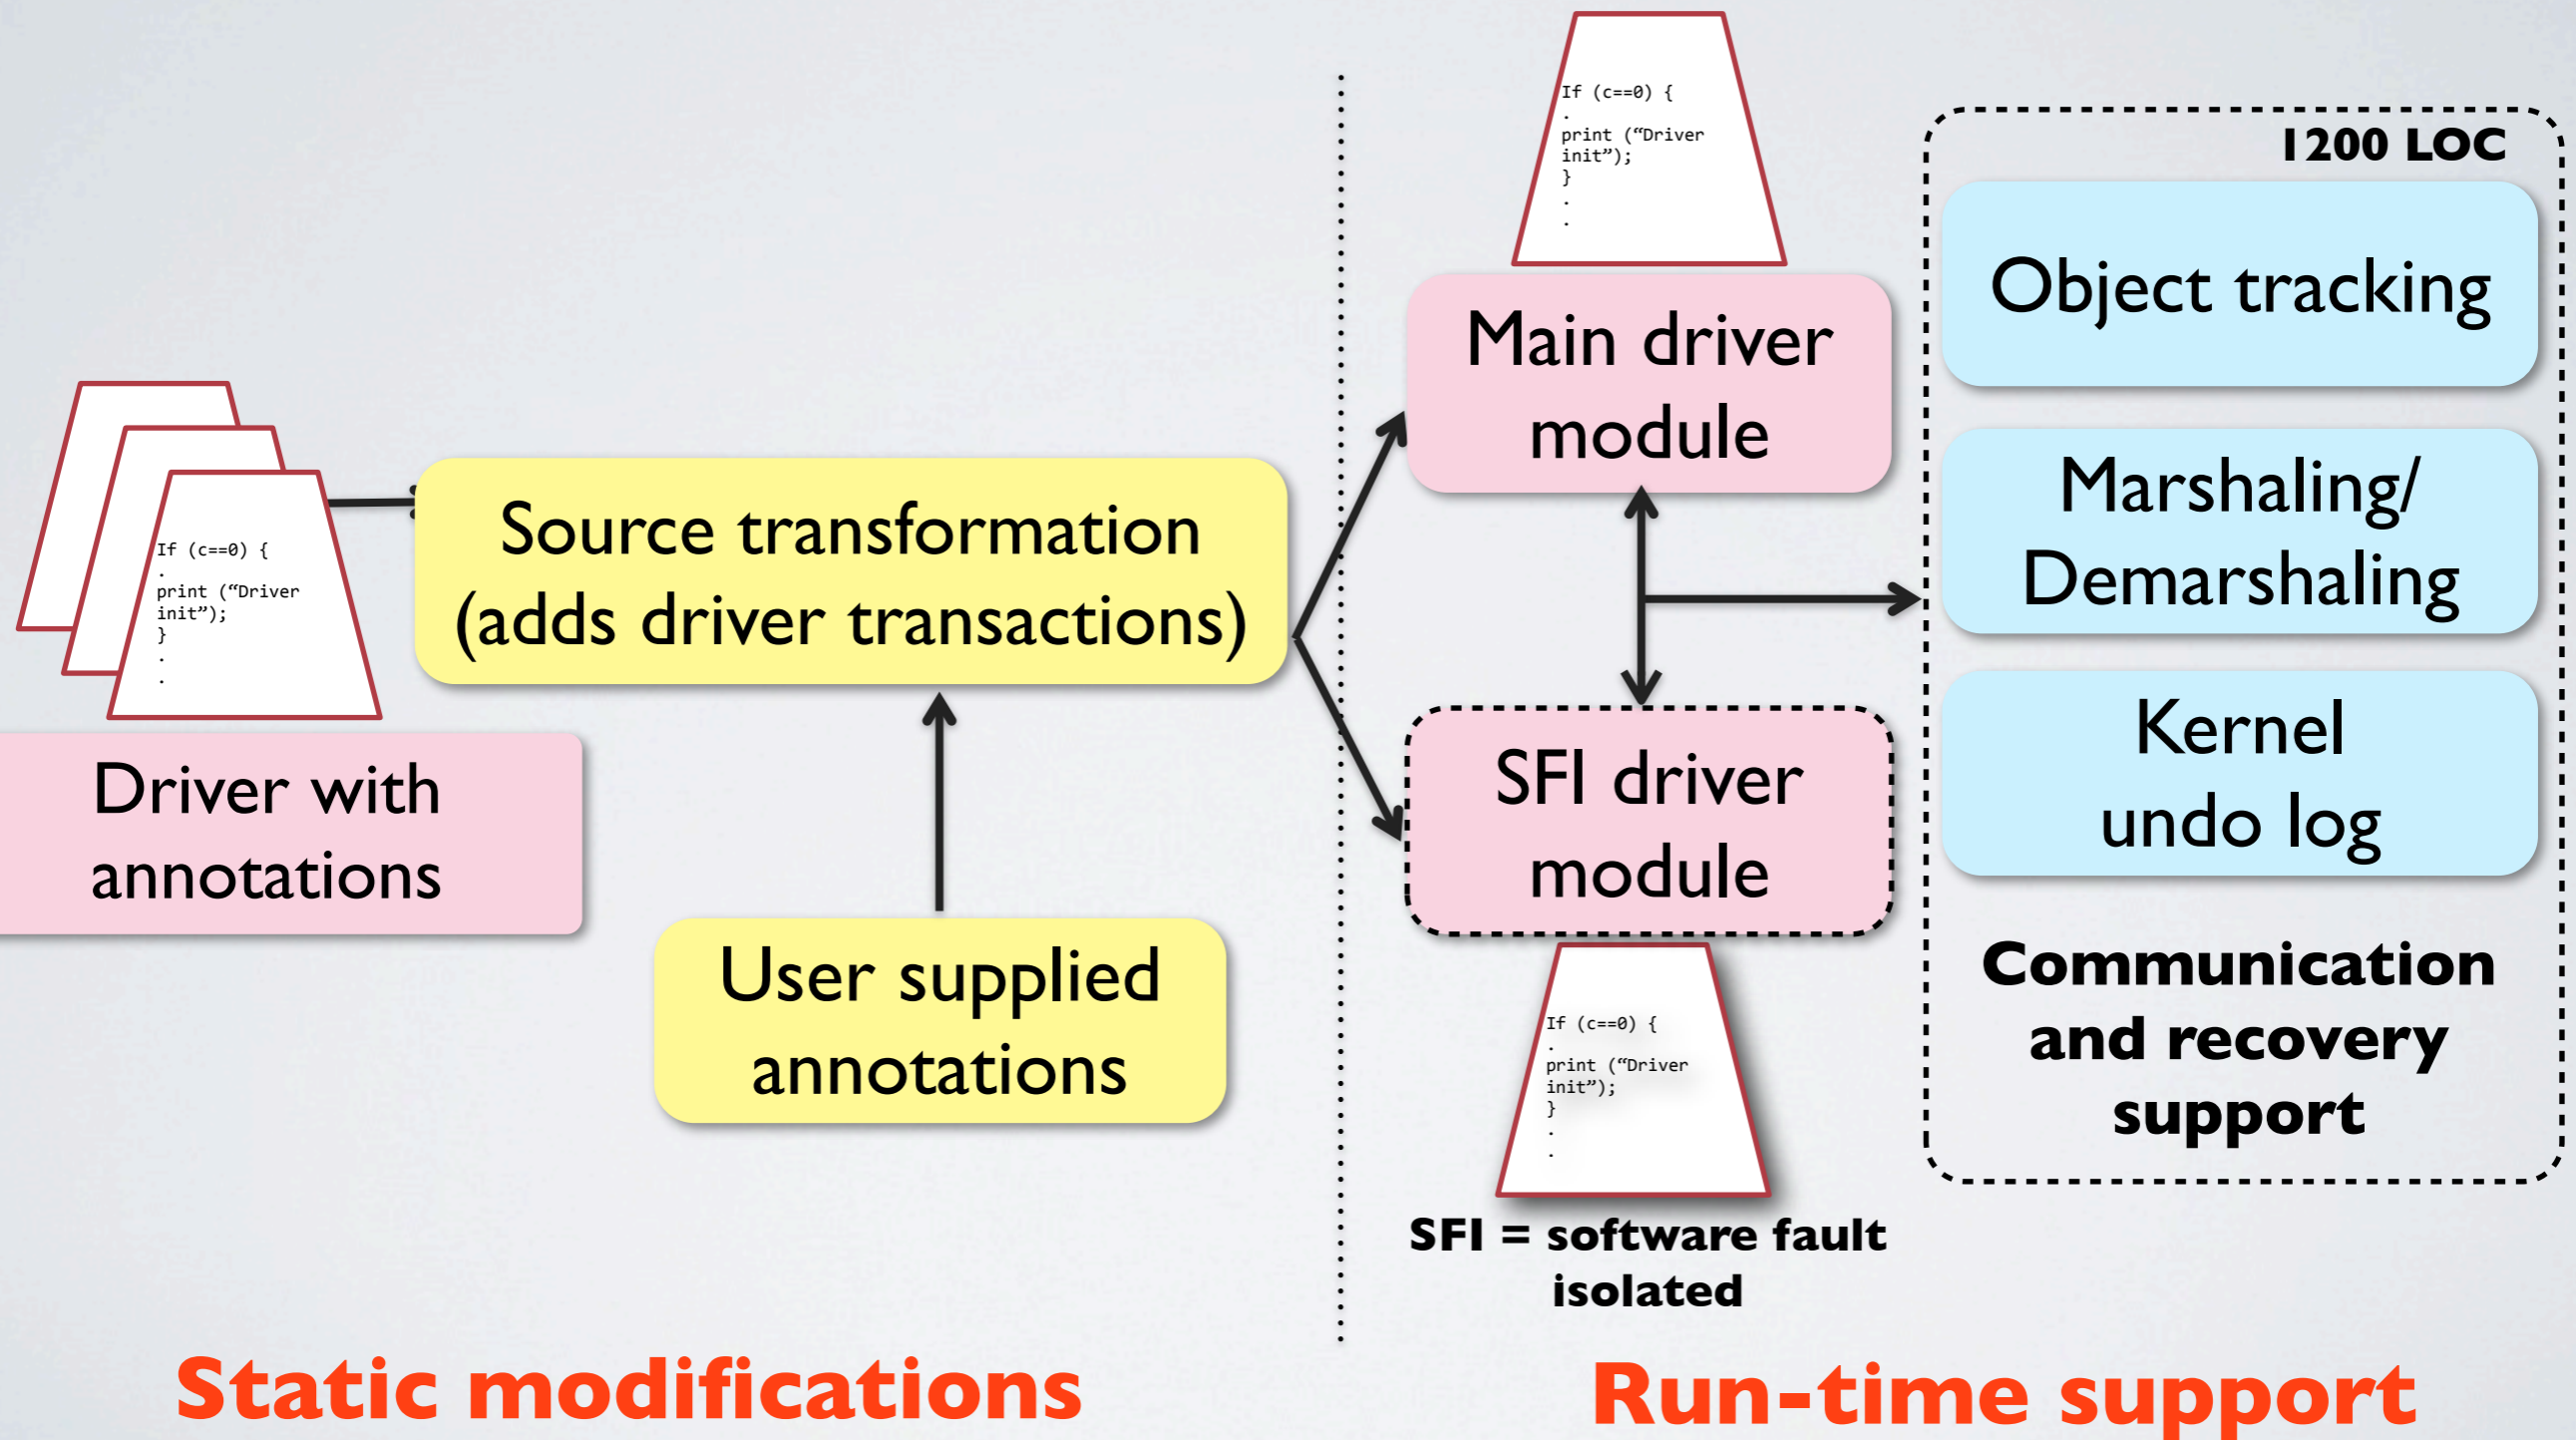 If (c==0) {
.
print (“Driver
init”);
}
.
.
Driver with
annotations
Source transformation
(adds driver transactions)
User supplied
annotations
If (c==0) {
.
print (“Driver
init”);
}
.
.
Main driver
module
SFI driver
module
If (c==0) {
.
print (“Driver
init”);
}
.
.
SFI = software fault
isolated
1200 LOC
Object tracking
Marshaling/
Demarshaling
Kernel
undo log
Communication
and recovery
support
Static modifications
Run-time support